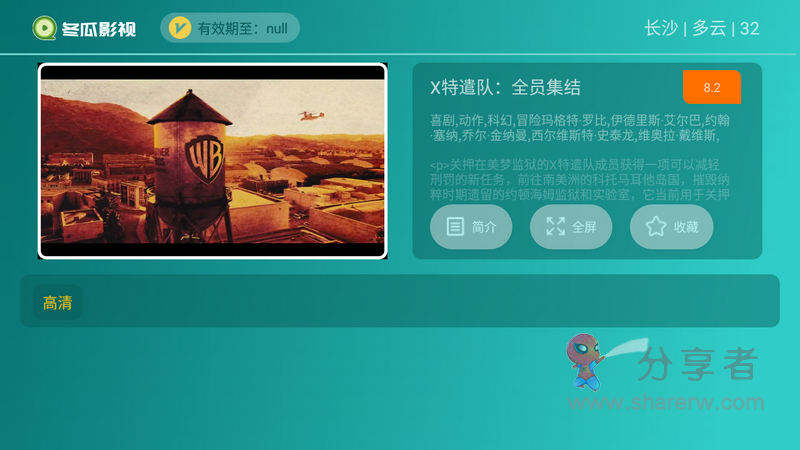 冬瓜影视
有效期至：null
长沙 | 多云 | 32
WB
X特遣队：全员集结
8.2
喜剧,动作,科幻,冒险玛格特·罗比,伊德里斯·艾尔巴,约翰
·塞纳,乔尔·金纳曼,西尔维斯特·史泰龙,维奥拉·戴维斯,
<p>关押在美梦监狱的X特遣队成员获得一项可以减轻
刑罚的新任务，前往南美洲的科托马耳他岛国，摧毁纳
粹时期遗留的约顿海姆监狱和实验室，它当前用于关押
简介
全屏
收藏
高清
分享者
www.sharerw.com